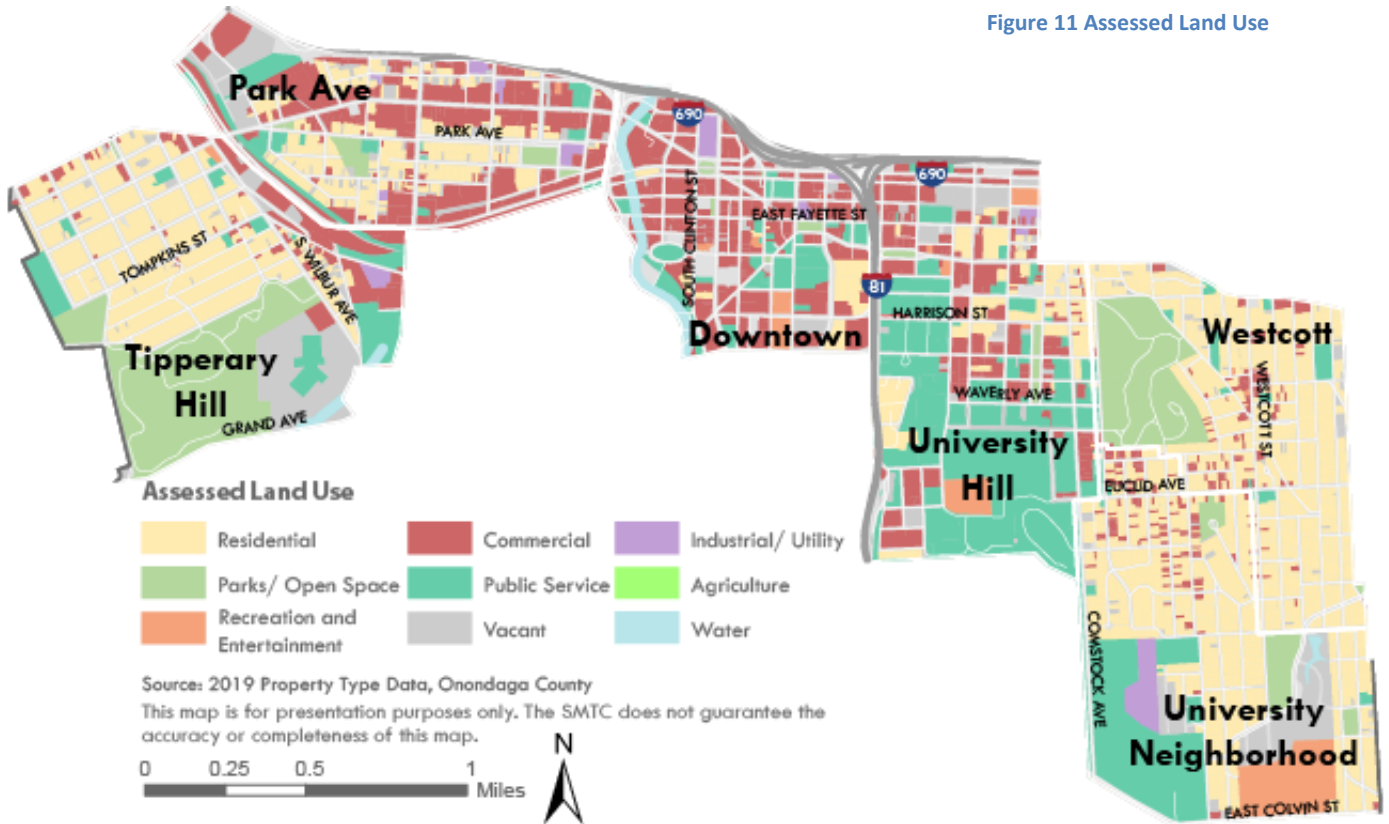 Figure 11 Assessed Land Use
Park Ave
PARK AVE
690
690
SOUTH CLINTON ST
EAST FAYETTE ST
TOMPKINS ST
S WILBUR AVE
81
HARRISON ST
Downtown
Westcott
Tipperary
Hill
GRAND AVE
WAVERLY AVE
WESTCOTT ST
University
Hill
EUCLID AVE
COMSTOCK AVE
University
Neighborhood
EAST COLVIN ST
Assessed Land Use
Residential
Commercial
Industrial/ Utility
Parks/ Open Space
Public Service
Agriculture
Recreation and
Entertainment
Vacant
Water
Source: 2019 Property Type Data, Onondaga County
This map is for presentation purposes only. The SMTC does not guarantee the
accuracy or completeness of this map.
N
0 0.25 0.5 1
Miles